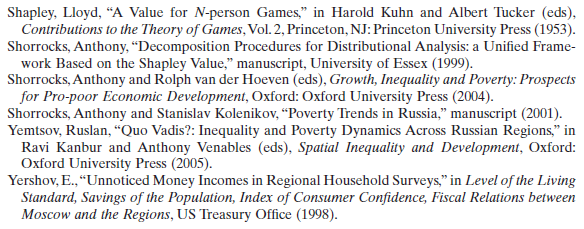 Shapley, Lloyd, “A Value for N-person Games,” in Harold Kuhn and Albert Tucker (eds),
Contributions to the Theory of Games, Vol. 2, Princeton, NJ: Princeton University Press (1953).
Shorrocks, Anthony, “Decomposition Procedures for Distributional Analysis: a Unified Frame-
work Based on the Shapley Value,” manuscript, University of Essex (1999).
Shorrocks, Anthony and Rolph van der Hoeven (eds), Growth, Inequality and Poverty: Prospects
for Pro-poor Economic Development, Oxford: Oxford University Press (2004).
Shorrocks, Anthony and Stanislav Kolenikov, “Poverty Trends in Russia,” manuscript (2001).
Yemtsov, Ruslan, “Quo Vadis?: Inequality and Poverty Dynamics Across Russian Regions,” in
Ravi Kanbur and Anthony Venables (eds), Spatial Inequality and Development, Oxford:
Oxford University Press (2005).
Yershov, E., “Unnoticed Money Incomes in Regional Household Surveys,” in Level of the Living
Standard, Savings of the Population, Index of Consumer Confidence, Fiscal Relations between
Moscow and the Regions, US Treasury Office (1998).